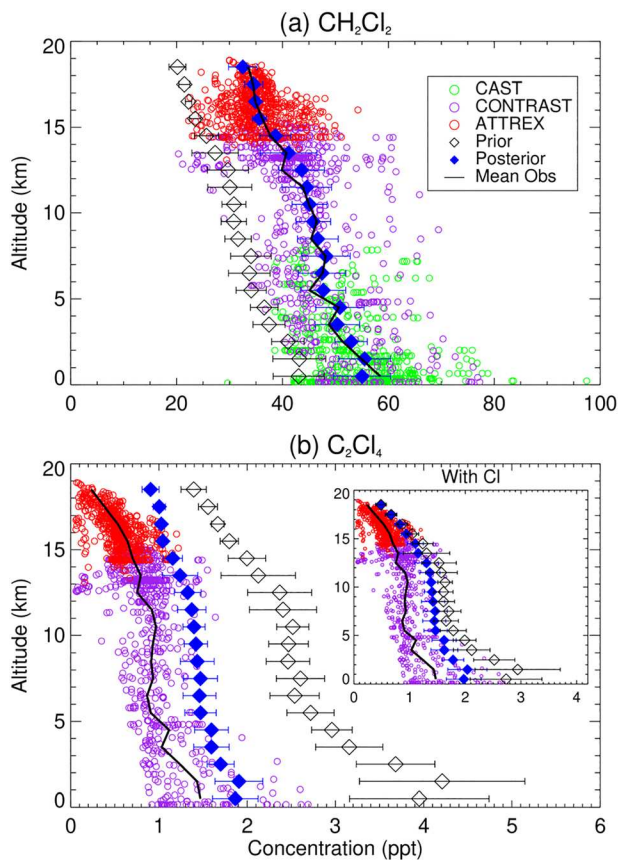 (a) CH₂Cl₂
20
15
10
5
0
Altitude (km)
CAST
CONTRAST
ATTREX
Prior
Posterior
Mean Obs
0 20 40 60 80 100
(b) C₂Cl₄
20
15
10
5
0
Altitude (km)
With Cl
20
15
10
5
0
0 1 2 3 4
0 1 2 3 4 5 6
Concentration (ppt)